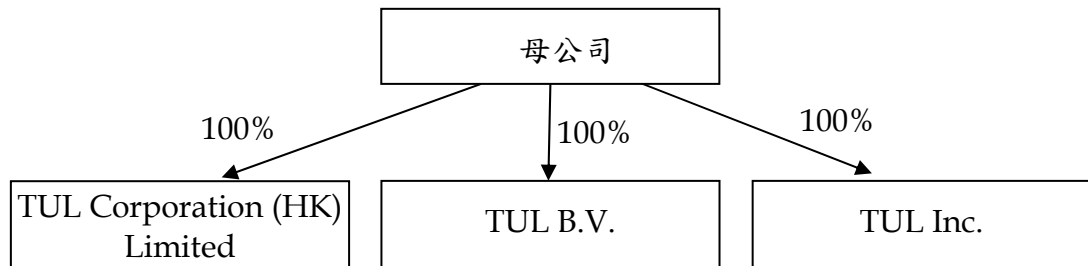 母公司
100%
100%
100%
TUL Corporation (HK)
Limited
TUL B.V.
TUL Inc.